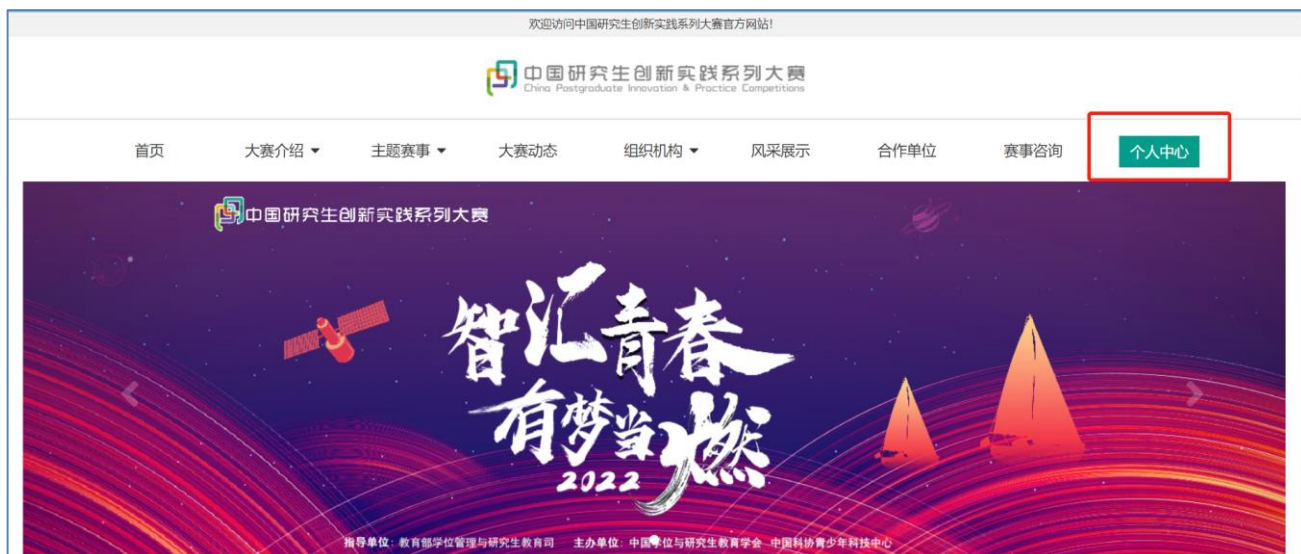 欢迎访问中国研究生创新实践系列大赛官方网站!
中国研究生创新实践系列大赛
China Postgraduate Innovation & Practice Competitions
首页 大赛介绍 主题赛事 大赛动态 组织机构 风采展示 合作单位 赛事咨询 个人中心
中国研究生创新实践系列大赛
智汇青春
有梦当燃
2022
指导单位：教育部学位管理与研究生教育司 主办单位：中国学位与研究生教育学会 中国科协青少年科技中心